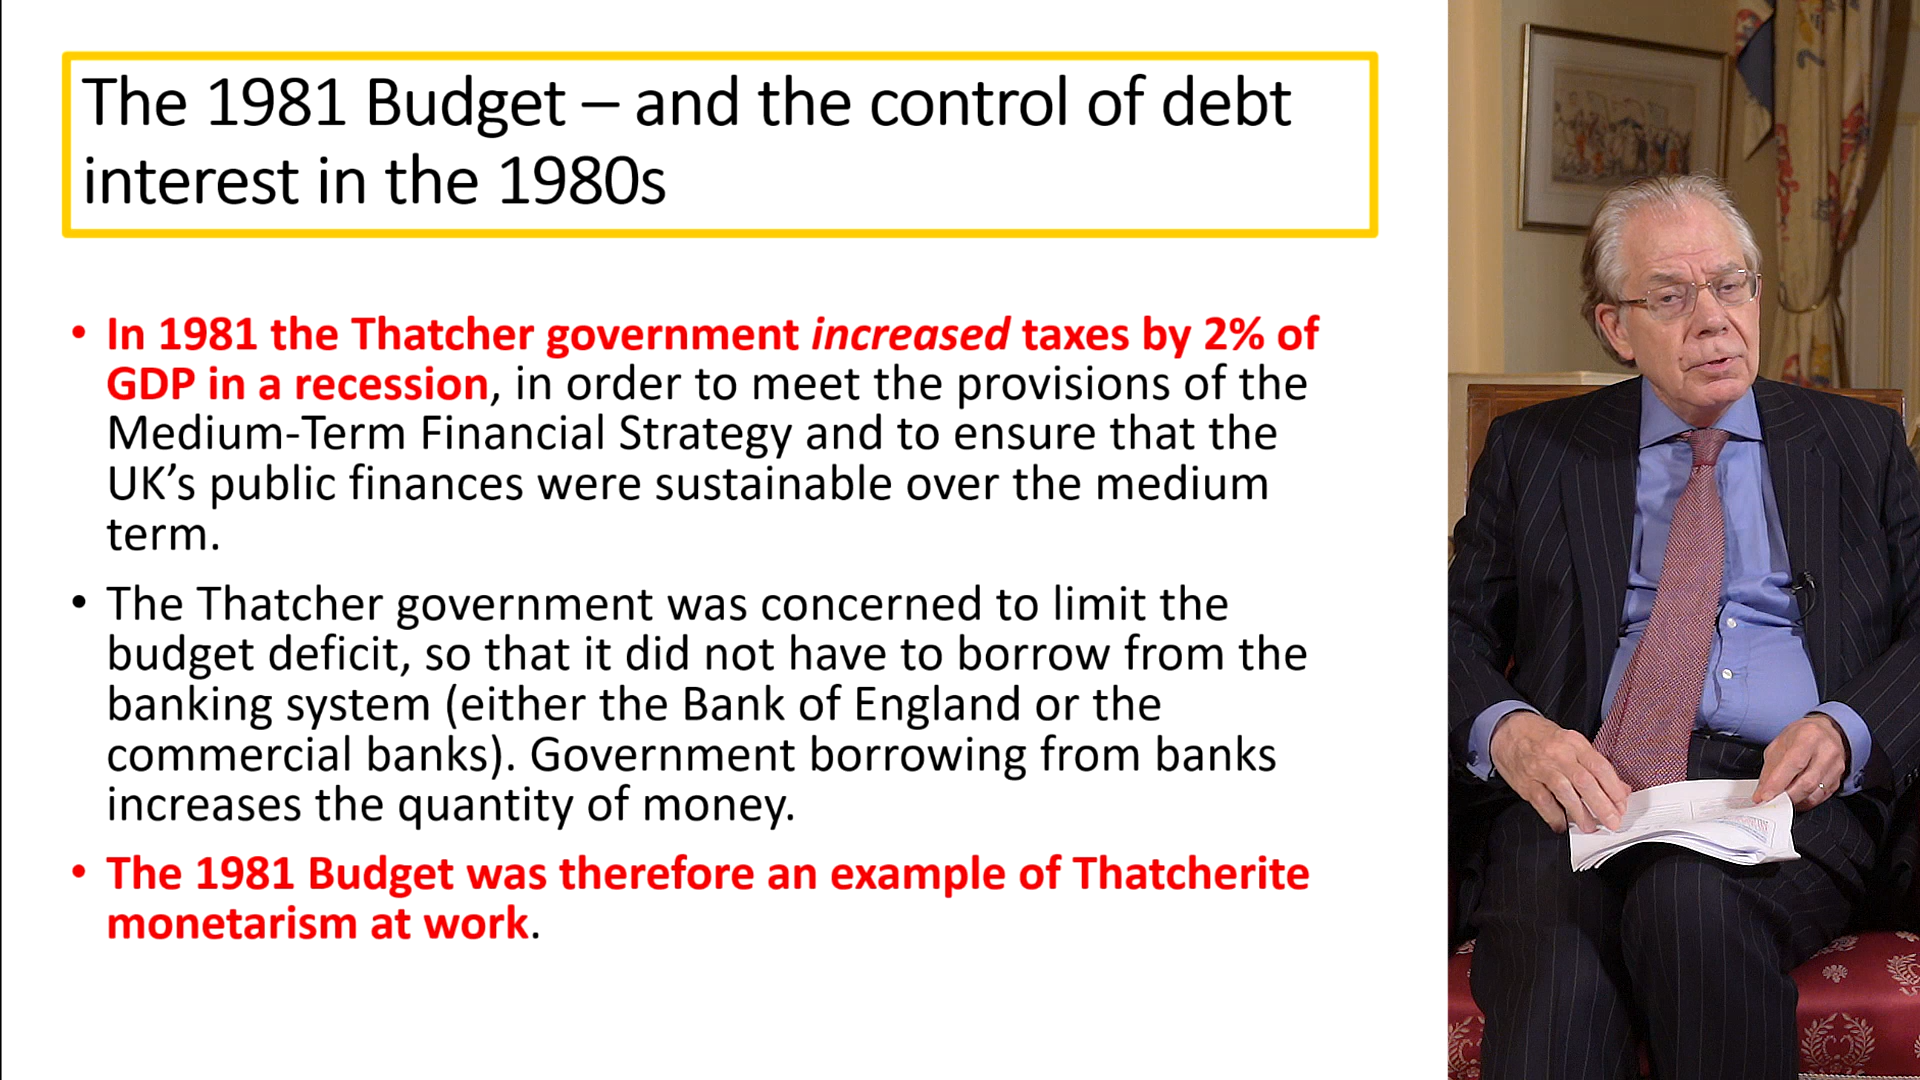 The 1981 Budget – and the control of debt
interest in the 1980s
• In 1981 the Thatcher government increased taxes by 2% of
GDP in a recession, in order to meet the provisions of the
Medium-Term Financial Strategy and to ensure that the
UK’s public finances were sustainable over the medium
term.
• The Thatcher government was concerned to limit the
budget deficit, so that it did not have to borrow from the
banking system (either the Bank of England or the
commercial banks). Government borrowing from banks
increases the quantity of money.
• The 1981 Budget was therefore an example of Thatcherite
monetarism at work.